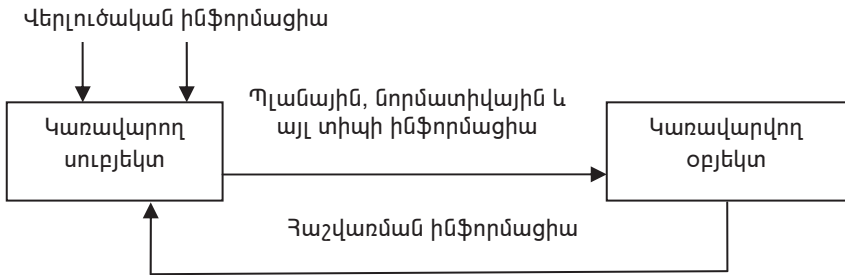 Վերլուծական ինֆորմացիա
Պլանային, նորմատիվային և
այլ տիպի ինֆորմացիա
Կառավարող
սուբյեկտ
Կառավարվող
օբյեկտ
Հաշվառման ինֆորմացիա